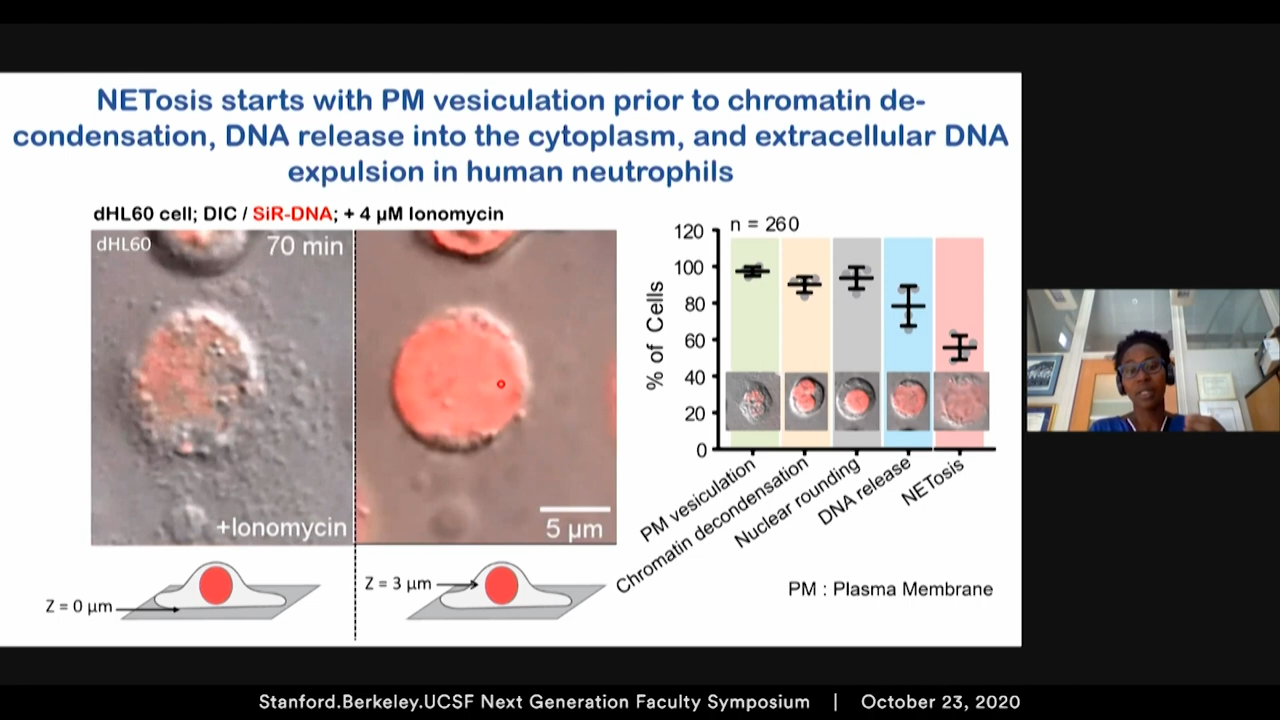 NETosis starts with PM vesiculation prior to chromatin de-
condensation, DNA release into the cytoplasm, and extracellular DNA
expulsion in human neutrophils
dHL60 cell; DIC / SiR-DNA; + 4 µM Ionomycin
dHL60
70 min
+Ionomycin
5 µm
Z = 0 µm
Z = 3 µm
n = 260
% of Cells
120
100
80
60
40
20
0
PM vesiculation
Chromatin decondensation
Nuclear rounding
DNA release
NETosis
PM : Plasma Membrane
Stanford.Berkeley.UCSF Next Generation Faculty Symposium | October 23, 2020